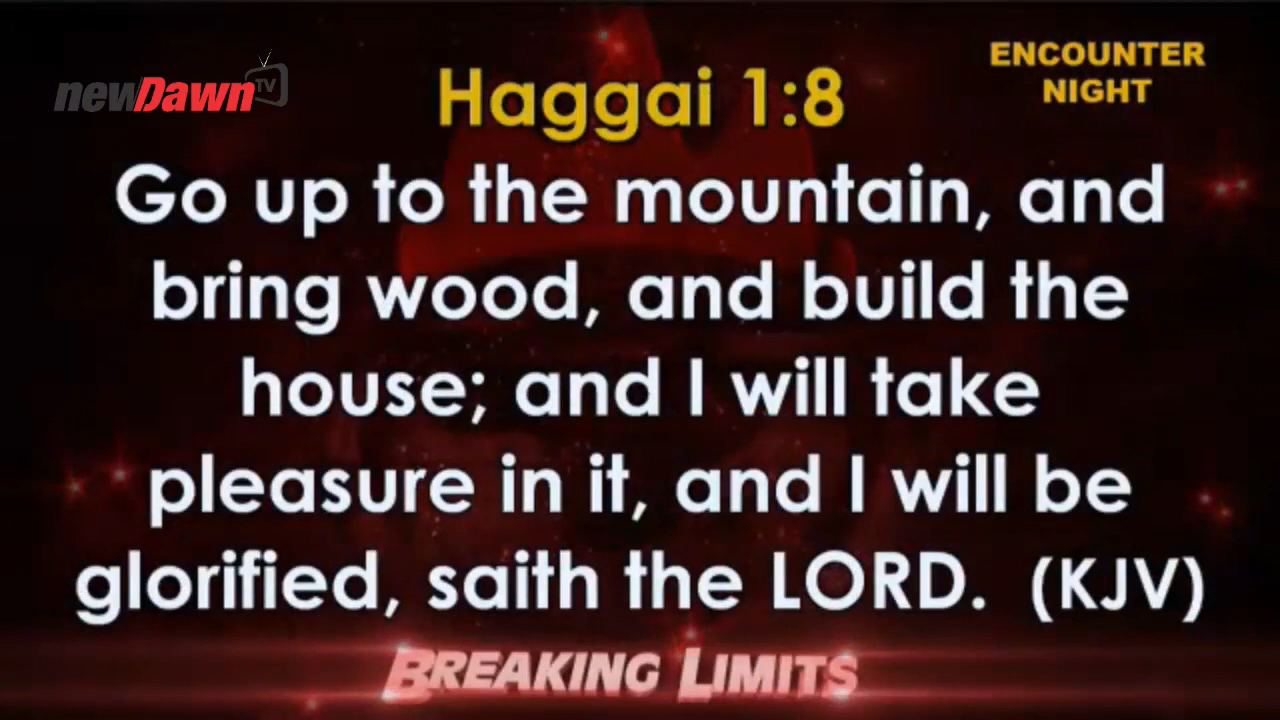 newDawn TV
ENCOUNTER
NIGHT
Haggai 1:8
Go up to the mountain, and
bring wood, and build the
house; and I will take
pleasure in it, and I will be
glorified, saith the LORD. (KJV)
BREAKING LIMITS